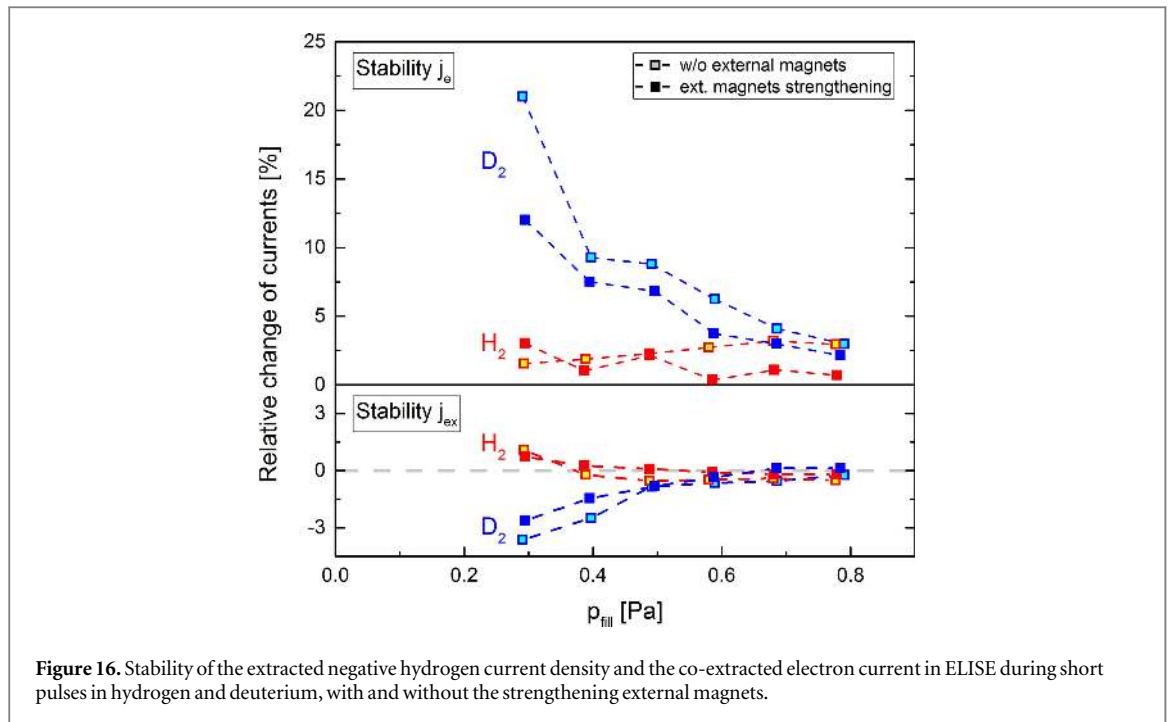 25
20
15
10
5
0
3
0
-3
Relative change of currents [%]
Stability jₑ
w/o external magnets
ext. magnets strengthening
D₂
H₂
Stability jₑₓ
H₂
D₂
0.0 0.2 0.4 0.6 0.8
p_fill [Pa]
Figure 16. Stability of the extracted negative hydrogen current density and the co-extracted electron current in ELISE during short
pulses in hydrogen and deuterium, with and without the strengthening external magnets.